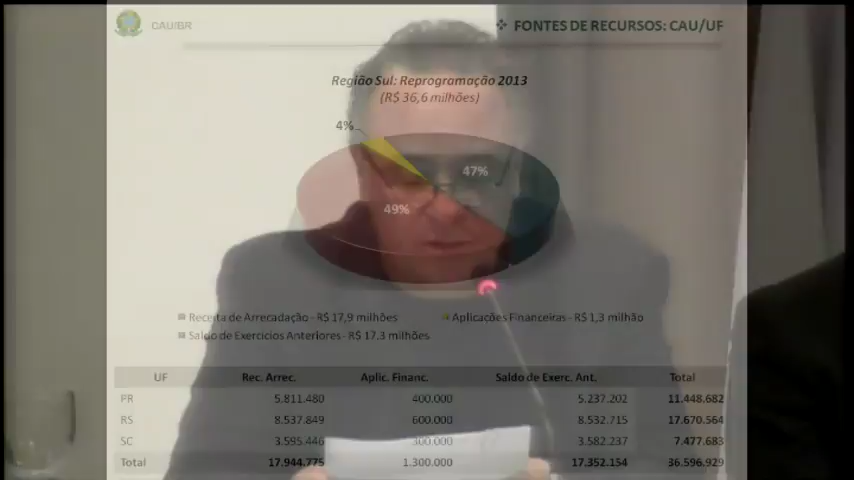 CAU/BR
❖ FONTES DE RECURSOS: CAU/UF
Região Sul: Reprogramação 2013
(R$ 36,6 milhões)
4%
47%
49%
Receita de Arrecadação - R$ 17,9 milhões
Aplicações Financeiras - R$ 1,3 milhão
Saldo de Exercícios Anteriores - R$ 17,3 milhões
UF Rec. Arrec. Aplic. Financ. Saldo de Exerc. Ant. Total
PR 5.811.480 400.000 5.237.202 11.448.682
RS 8.537.849 600.000 8.532.715 17.670.564
SC 3.595.446 300.000 3.582.237 7.477.683
Total 17.944.775 1.300.000 17.352.154 36.596.929